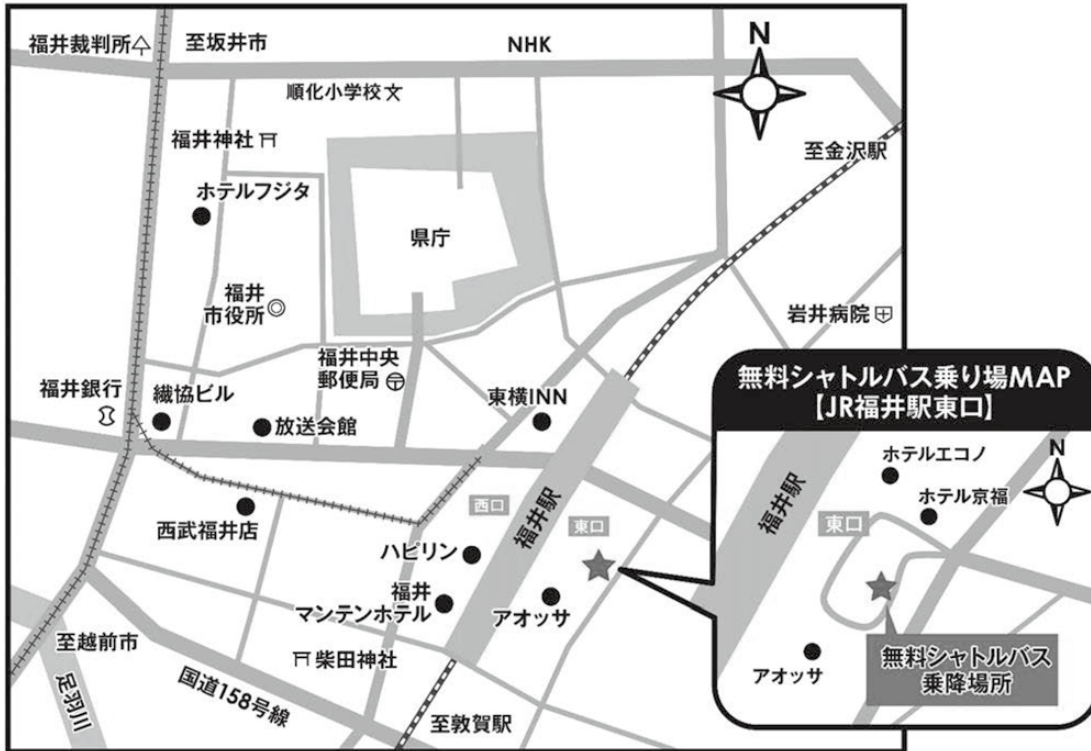 福井裁判所
至坂井市
NHK
N
順化小学校
至金沢駅
福井神社
ホテルフジタ
県庁
福井
市役所
岩井病院
福井中央
郵便局
福井銀行
繊協ビル
放送会館
東横INN
西武福井店
西口
福井駅
東口
ハピリン
福井
マンテンホテル
アオッサ
至越前市
柴田神社
足羽川
国道158号線
至敦賀駅
無料シャトルバス乗り場MAP
【JR福井駅東口】
ホテルエコノ
N
ホテル京福
福井駅
東口
アオッサ
無料シャトルバス
乗降場所